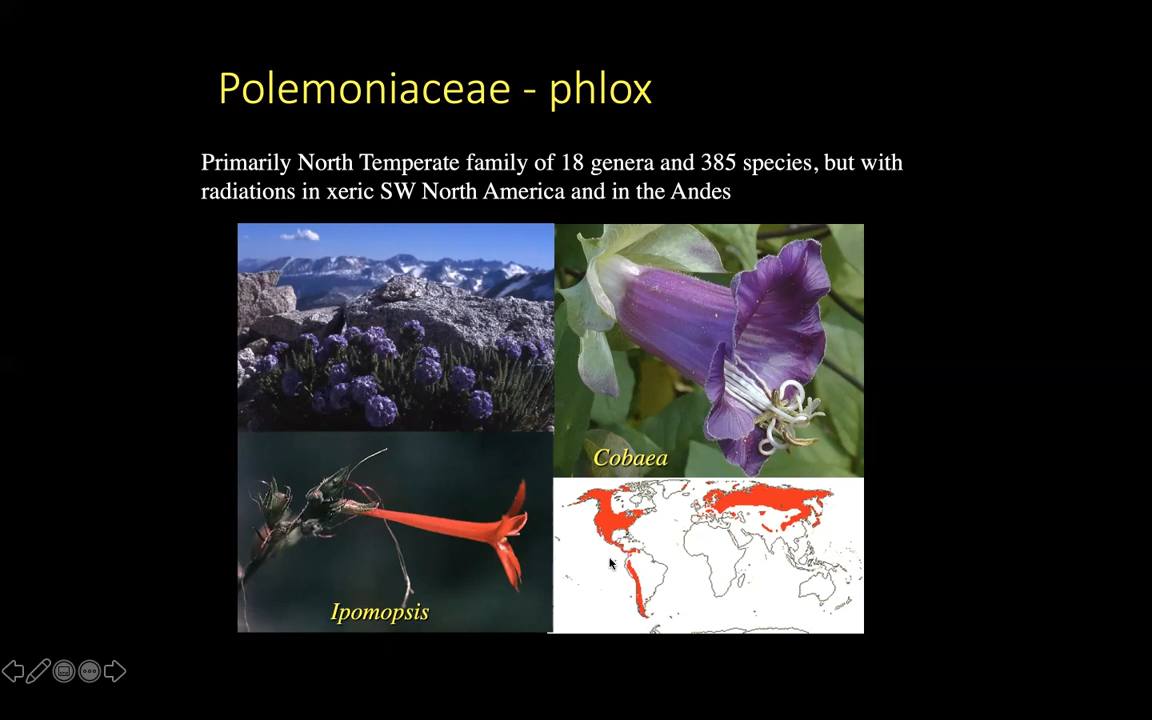 Polemoniaceae - phlox
Primarily North Temperate family of 18 genera and 385 species, but with
radiations in xeric SW North America and in the Andes
Cobaea
Ipomopsis